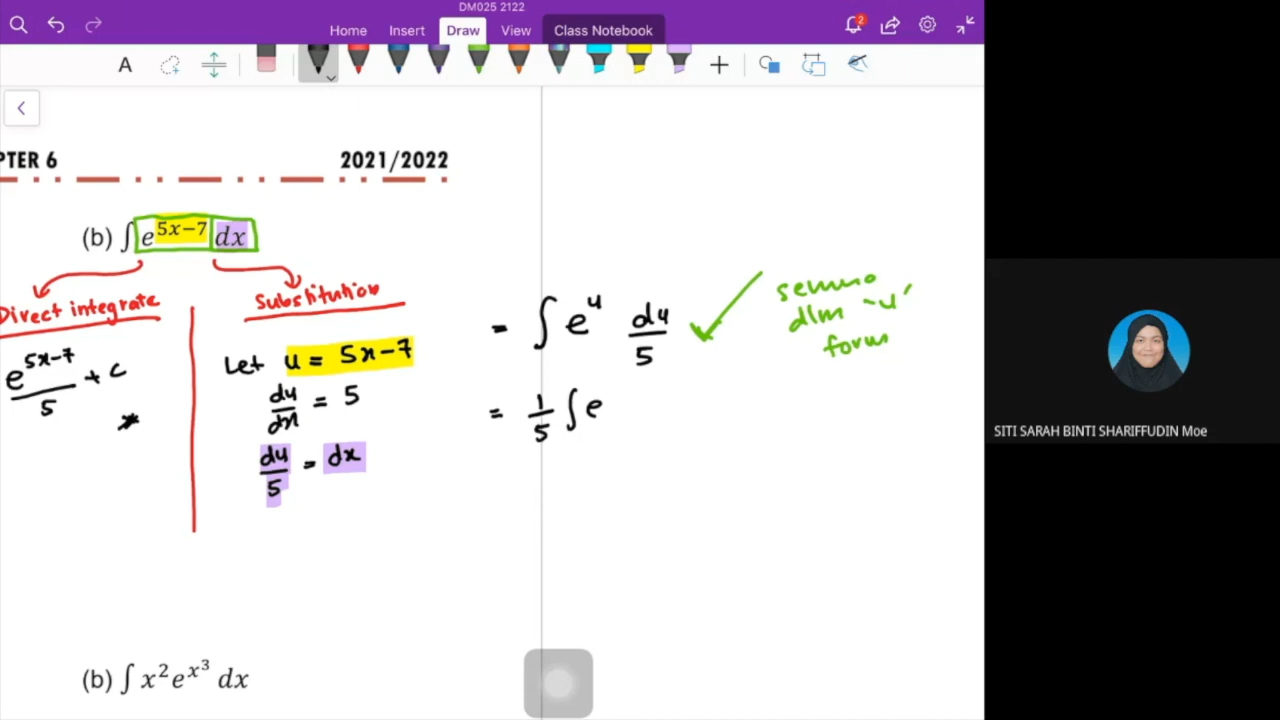 DM025 2122
Home Insert Draw View Class Notebook
2
A
PTER 6 2021/2022
(b) ∫ e^{5x−7} dx
Direct integrate
e^{5x-7}/5 + c
Substitution
Let u = 5x-7
du/dx = 5
du/5 = dx
= ∫ e^u du/5
= 1/5 ∫ e
semua
dlm -u'
form
(b) ∫ x² e^{x³} dx
SITI SARAH BINTI SHARIFFUDIN Moe